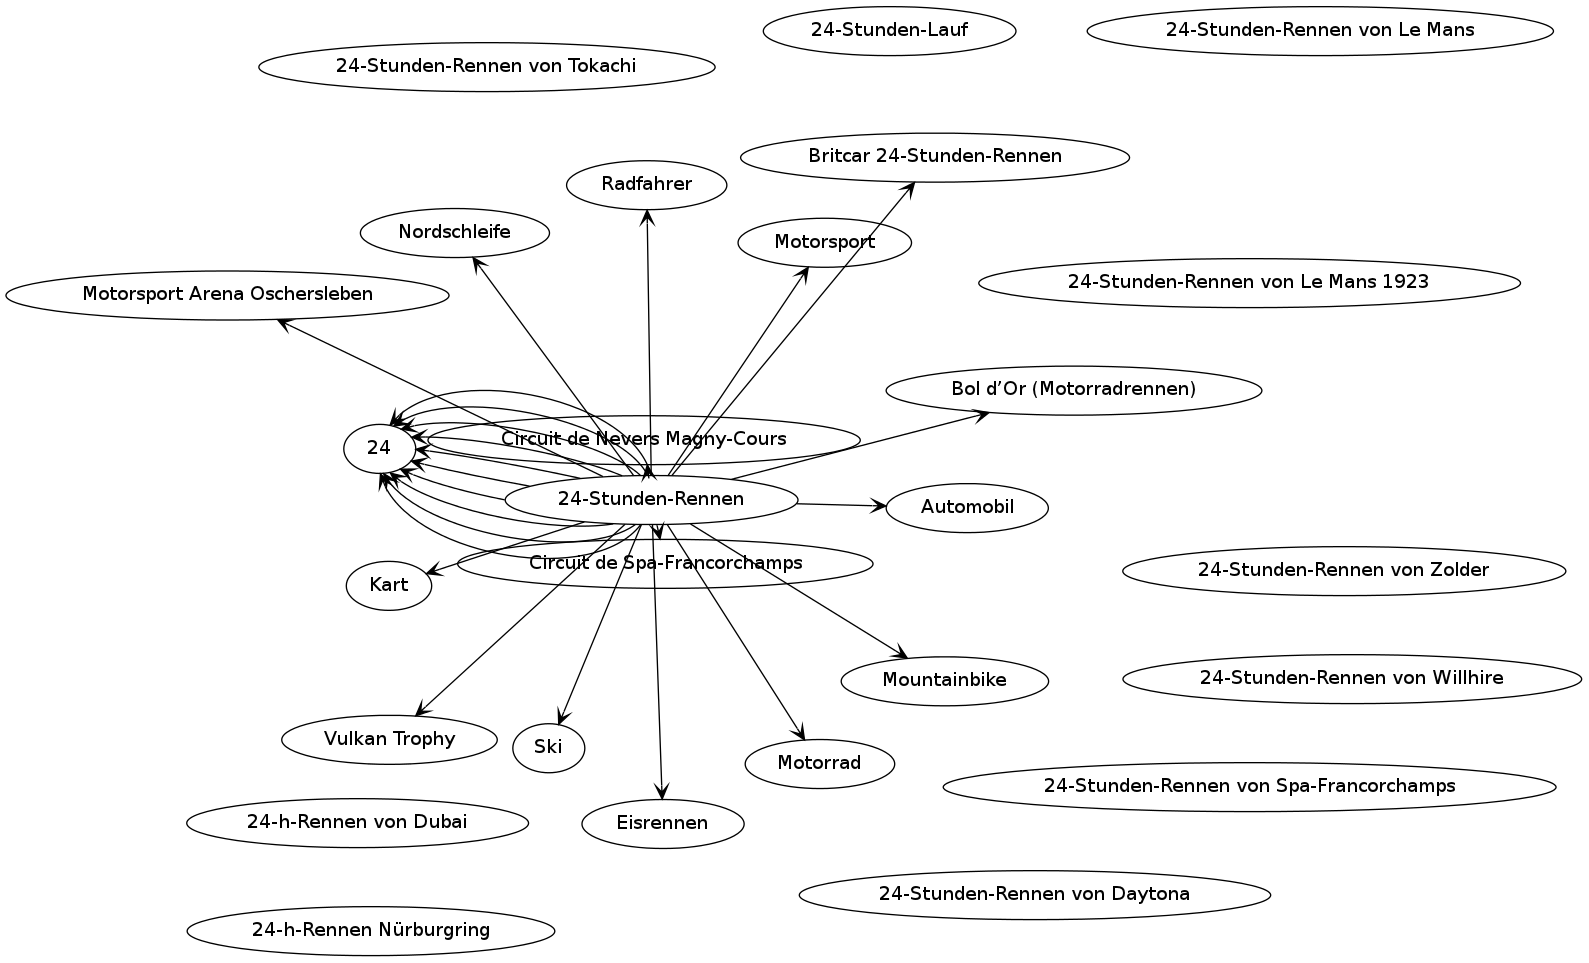 24-Stunden-Lauf
24-Stunden-Rennen von Le Mans
24-Stunden-Rennen von Tokachi
Britcar 24-Stunden-Rennen
Radfahrer
Nordschleife
Motorsport
24-Stunden-Rennen von Le Mans 1923
Motorsport Arena Oschersleben
Bol d’Or (Motorradrennen)
Circuit de Nevers Magny-Cours
24
24-Stunden-Rennen
Automobil
Circuit de Spa-Francorchamps
24-Stunden-Rennen von Zolder
Kart
24-Stunden-Rennen von Willhire
Mountainbike
Vulkan Trophy
Ski
Motorrad
24-Stunden-Rennen von Spa-Francorchamps
24-h-Rennen von Dubai
Eisrennen
24-Stunden-Rennen von Daytona
24-h-Rennen Nürburgring